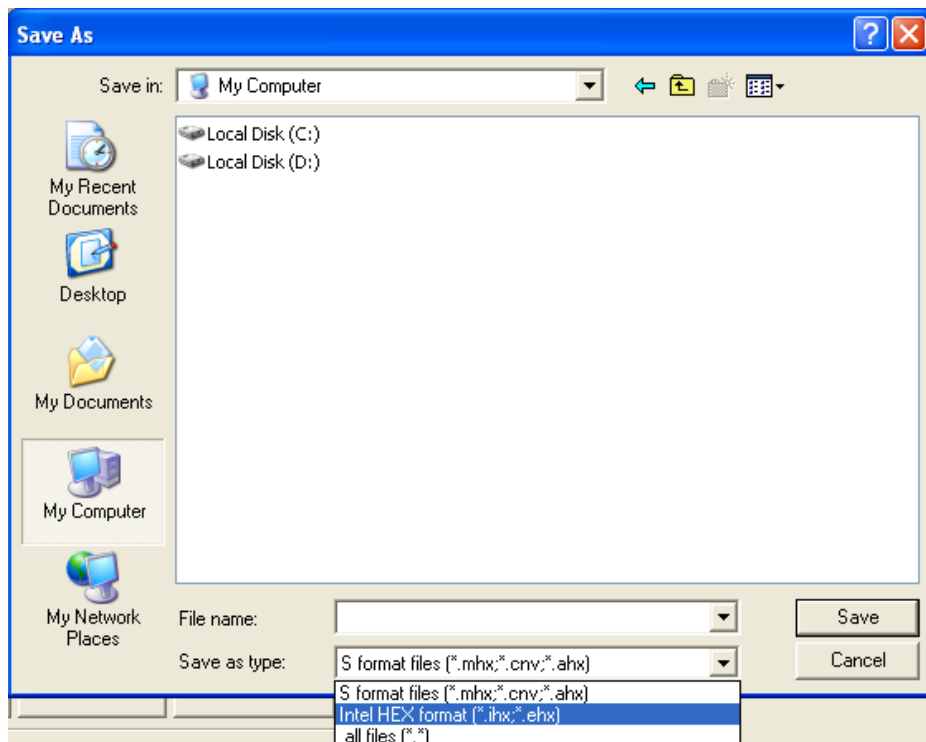 Save As
Save in:
My Computer
Local Disk (C:)
Local Disk (D:)
My Recent
Documents
Desktop
My Documents
My Computer
My Network
Places
File name:
Save
Save as type:
S format files (*.mhx;*.cnv;*.ahx)
Cancel
S format files (*.mhx;*.cnv;*.ahx)
Intel HEX format (*.ihx;*.ehx)
all files (*.*)